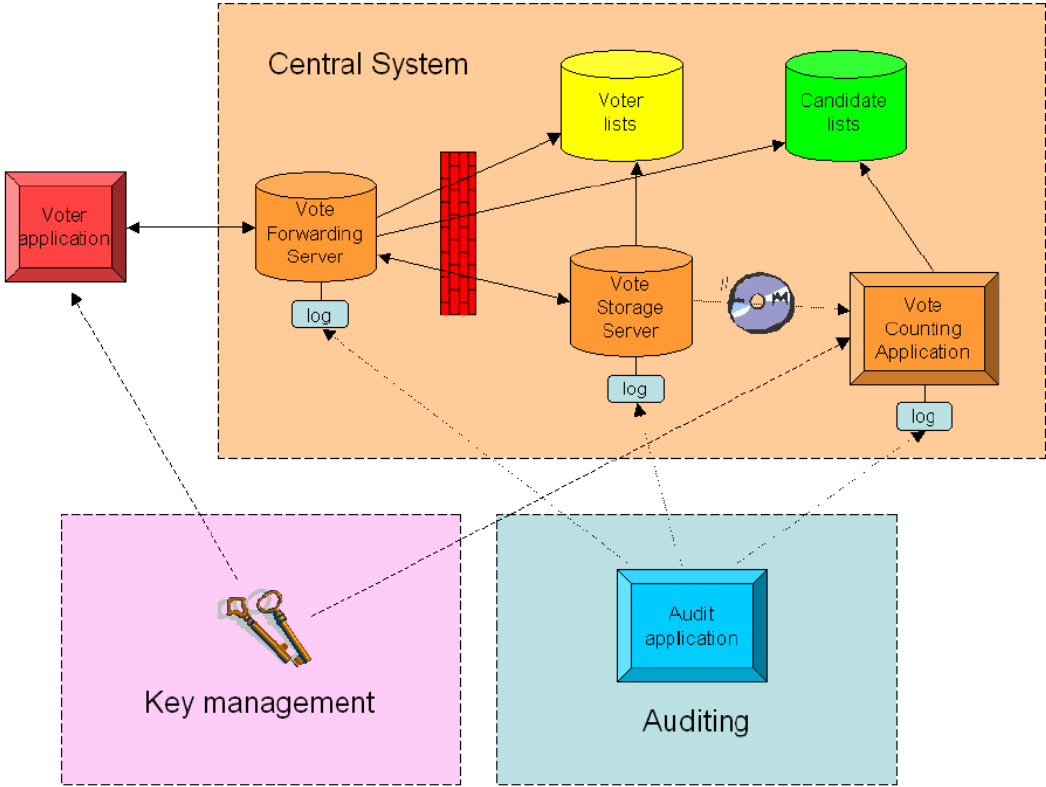 Central System
Voter
lists
Candidate
lists
Voter
application
Vote
Forwarding
Server
log
Vote
Storage
Server
log
Vote
Counting
Application
log
Key management
Audit
application
Auditing